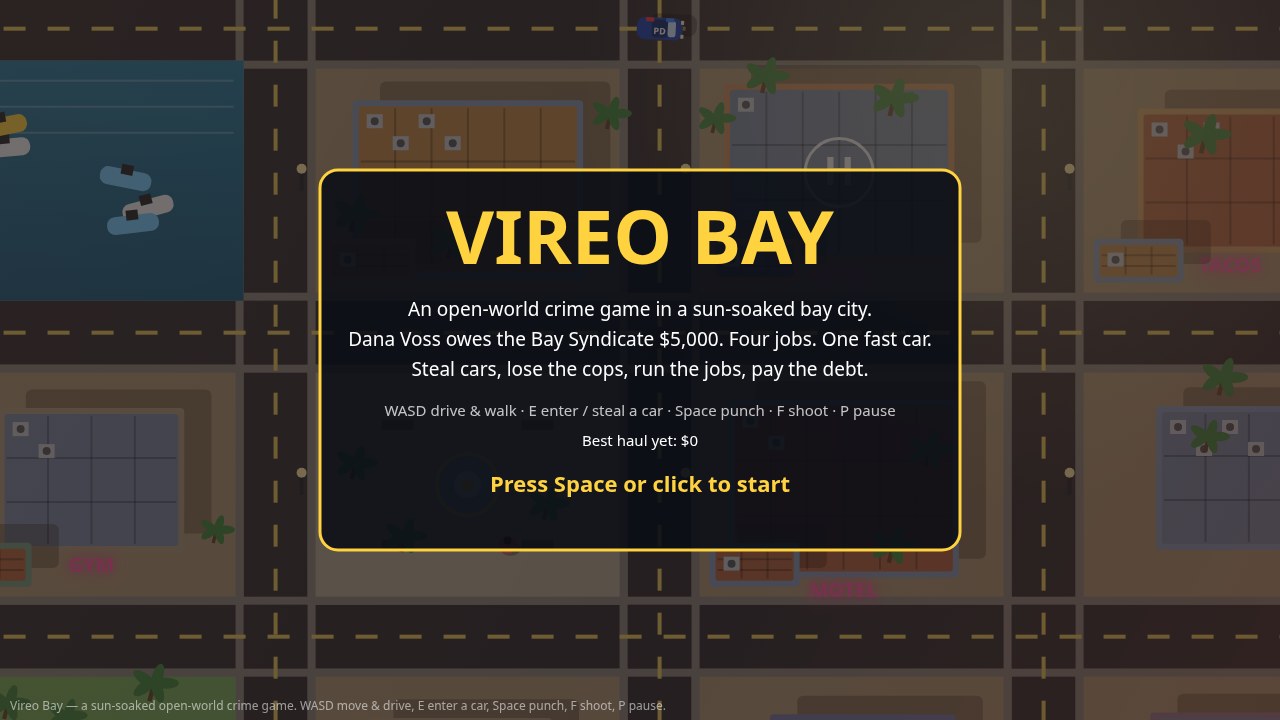 PD
VIREO BAY
An open-world crime game in a sun-soaked bay city.
Dana Voss owes the Bay Syndicate $5,000. Four jobs. One fast car.
Steal cars, lose the cops, run the jobs, pay the debt.
WASD drive & walk · E enter / steal a car · Space punch · F shoot · P pause
Best haul yet: $0
Press Space or click to start
MOTEL
Vireo Bay — a sun-soaked open-world crime game. WASD move & drive, E enter a car, Space punch, F shoot, P pause.